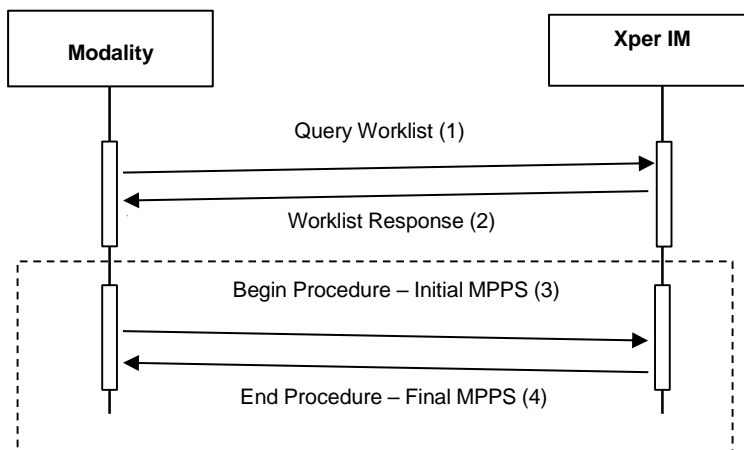 Modality
Xper IM
Query Worklist (1)
Worklist Response (2)
Begin Procedure – Initial MPPS (3)
End Procedure – Final MPPS (4)